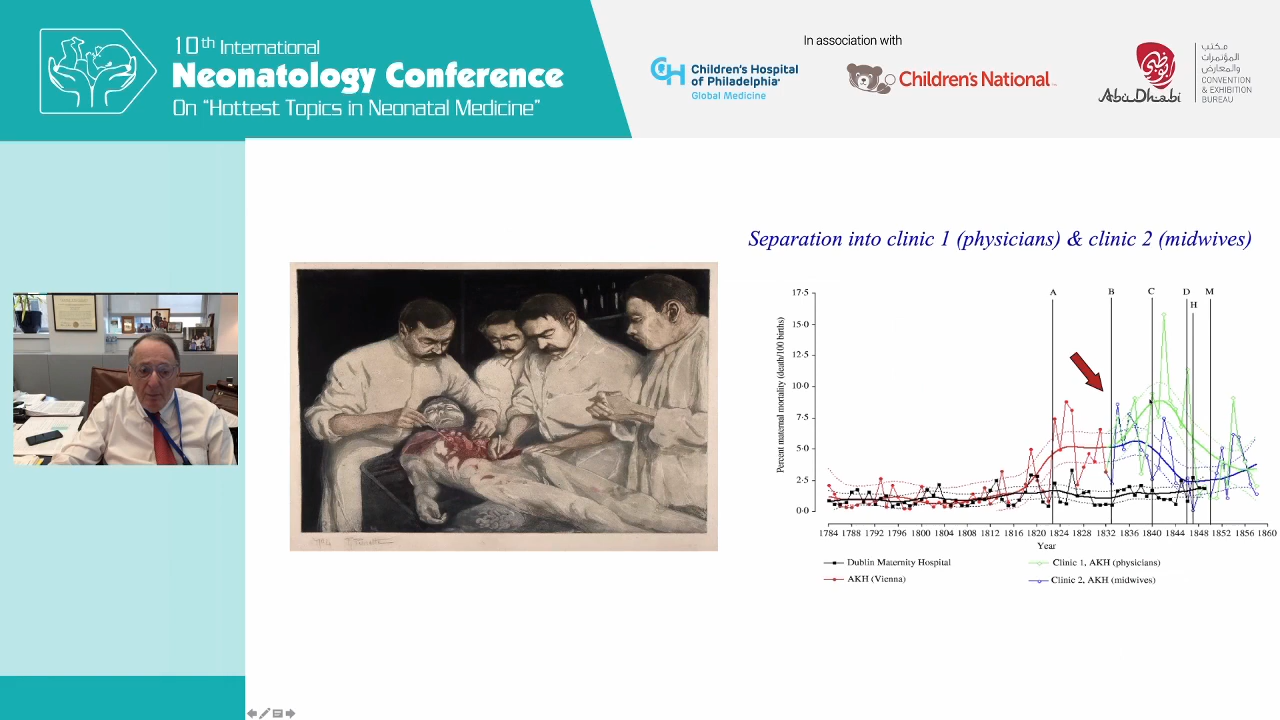 10th International
Neonatology Conference
On "Hottest Topics in Neonatal Medicine"
In association with
CH Children's Hospital
of Philadelphia
Global Medicine
Children's National
أبوظبي
Abu Dhabi
مكتب
المؤتمرات
والمعارض
CONVENTION
& EXHIBITION
BUREAU
Separation into clinic 1 (physicians) & clinic 2 (midwives)
A B C D M
H
Percent maternal mortality (death/100 births)
17·5
15·0
12·5
10·0
7·5
5·0
2·5
0·0
1784 1788 1792 1796 1800 1804 1808 1812 1816 1820 1824 1828 1832 1836 1840 1844 1848 1852 1856 1860
Year
Dublin Maternity Hospital
Clinic 1, AKH (physicians)
AKH (Vienna)
Clinic 2, AKH (midwives)